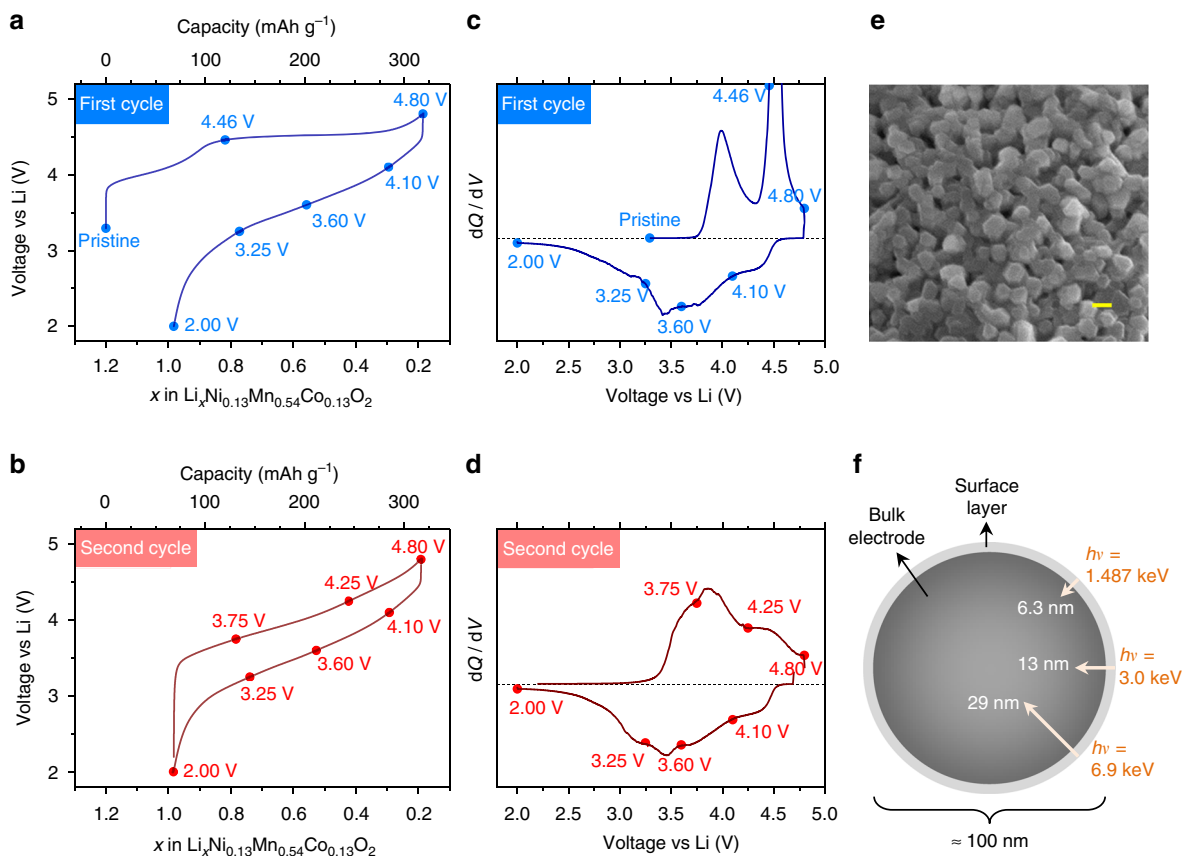 a
Capacity (mAh g⁻¹)
0 100 200 300
First cycle
4.80 V
4.46 V
4.10 V
3.60 V
3.25 V
Pristine
2.00 V
5
4
3
2
Voltage vs Li (V)
1.2 1.0 0.8 0.6 0.4 0.2
x in LiₓNi₀.₁₃Mn₀.₅₄Co₀.₁₃O₂
c
First cycle
4.46 V
4.80 V
Pristine
2.00 V
3.25 V
4.10 V
3.60 V
dQ / dV
2.0 2.5 3.0 3.5 4.0 4.5 5.0
Voltage vs Li (V)
e
b
Capacity (mAh g⁻¹)
0 100 200 300
Second cycle
4.80 V
4.25 V
3.75 V
4.10 V
3.60 V
3.25 V
2.00 V
5
4
3
2
Voltage vs Li (V)
1.2 1.0 0.8 0.6 0.4 0.2
x in LiₓNi₀.₁₃Mn₀.₅₄Co₀.₁₃O₂
d
Second cycle
3.75 V
4.25 V
4.80 V
2.00 V
4.10 V
3.25 V
3.60 V
dQ / dV
2.0 2.5 3.0 3.5 4.0 4.5 5.0
Voltage vs Li (V)
f
Surface
layer
Bulk
electrode
hν =
1.487 keV
6.3 nm
13 nm
hν =
3.0 keV
29 nm
hν =
6.9 keV
≈ 100 nm